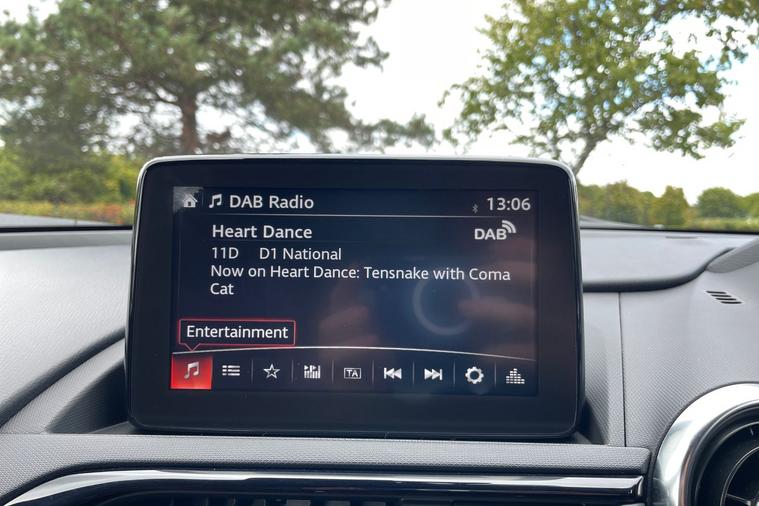 DAB Radio 13:06
Heart Dance DAB
11D D1 National
Now on Heart Dance: Tensnake with Coma
Cat
Entertainment
TA